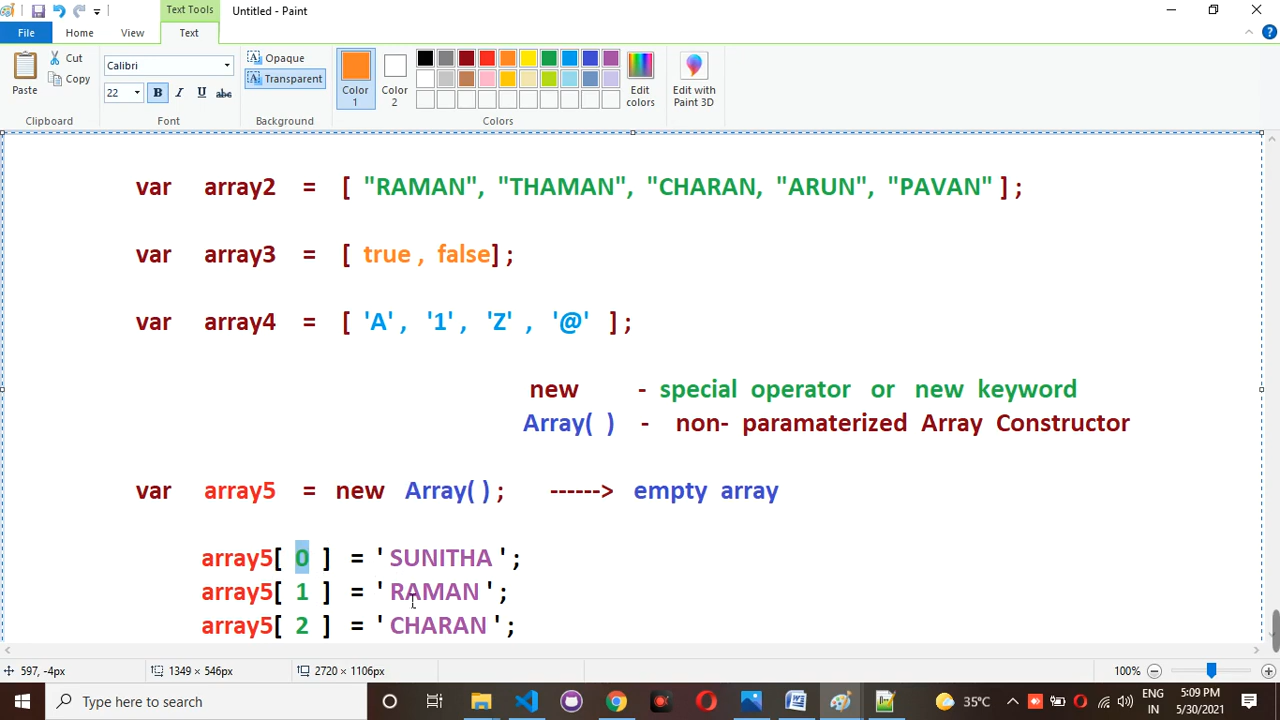 Text Tools
Untitled - Paint
File Home View Text
Paste
Cut
Copy
Clipboard
Calibri
22 B I U abc
Font
Opaque
Transparent
Background
Color 1
Color 2
Edit colors
Colors
Edit with Paint 3D
var array2 = [ "RAMAN", "THAMAN", "CHARAN, "ARUN", "PAVAN" ] ;
var array3 = [ true , false] ;
var array4 = [ 'A' , '1' , 'Z' , '@' ] ;
new - special operator or new keyword
Array( ) - non- paramaterized Array Constructor
var array5 = new Array( ) ; ------> empty array
array5[ 0 ] = ' SUNITHA ' ;
array5[ 1 ] = ' RAMAN ' ;
array5[ 2 ] = ' CHARAN ' ;
597, -4px
1349 × 546px
2720 × 1106px
100%
Type here to search
35°C
ENG
IN
5:09 PM
5/30/2021